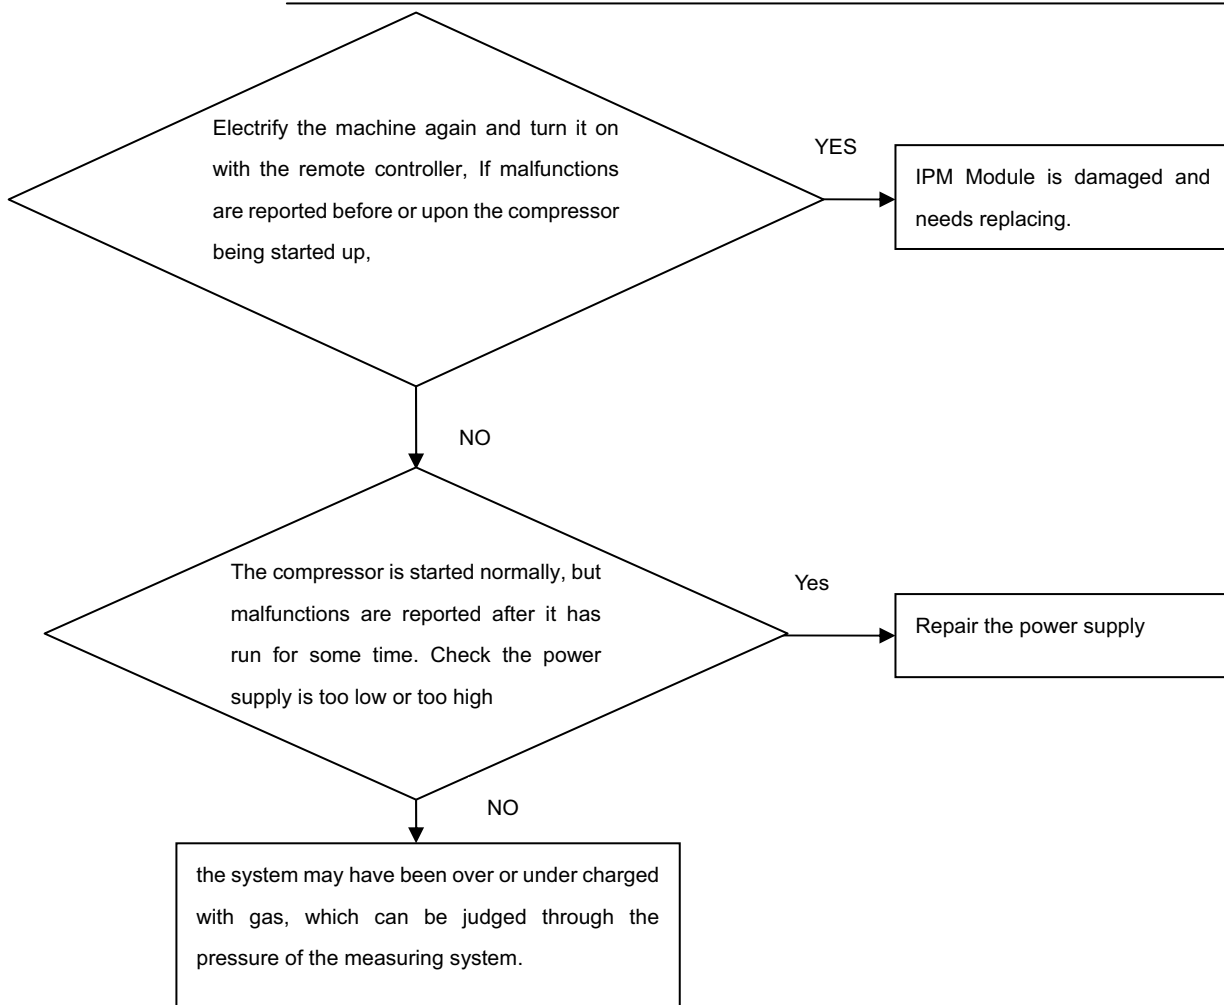 Electrify the machine again and turn it on
with the remote controller, If malfunctions
are reported before or upon the compressor
being started up,
YES
IPM Module is damaged and
needs replacing.
NO
The compressor is started normally, but
malfunctions are reported after it has
run for some time. Check the power
supply is too low or too high
Yes
Repair the power supply
NO
the system may have been over or under charged
with gas, which can be judged through the
pressure of the measuring system.